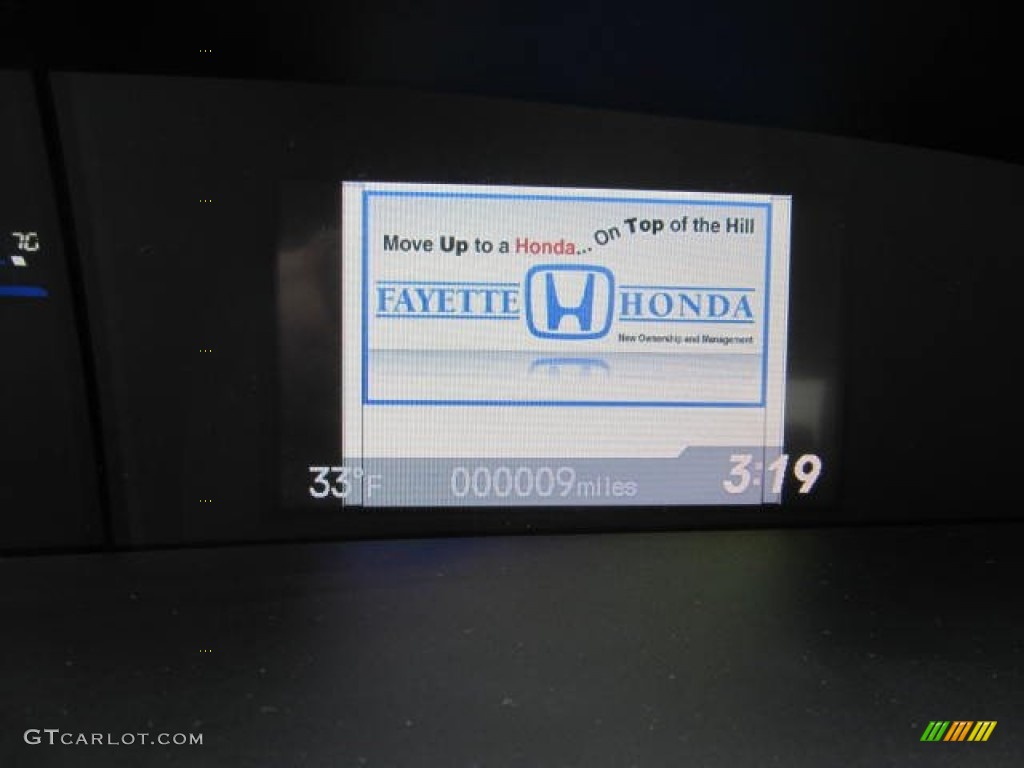 70
Move Up to a Honda... On Top of the Hill
FAYETTE HONDA
New Ownership and Management
33°F 000009miles 3:19
GTCARLOT.COM